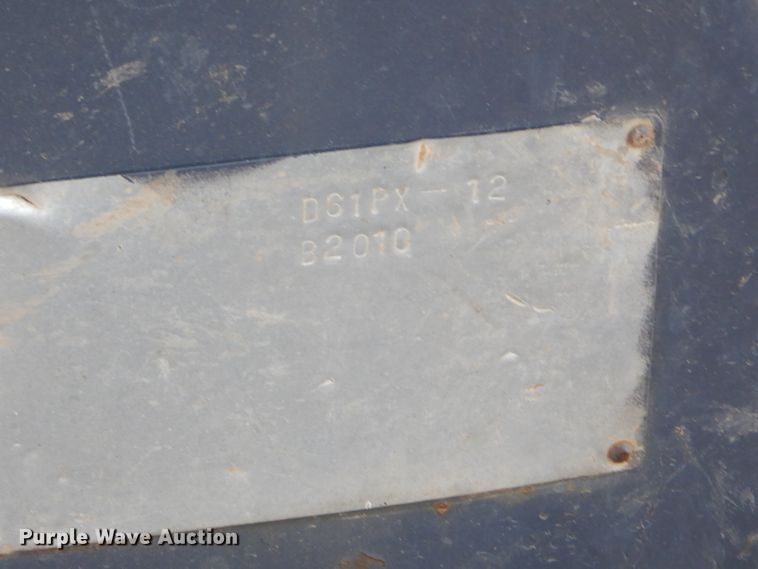 D61PX-12
B2010
Purple Wave Auction